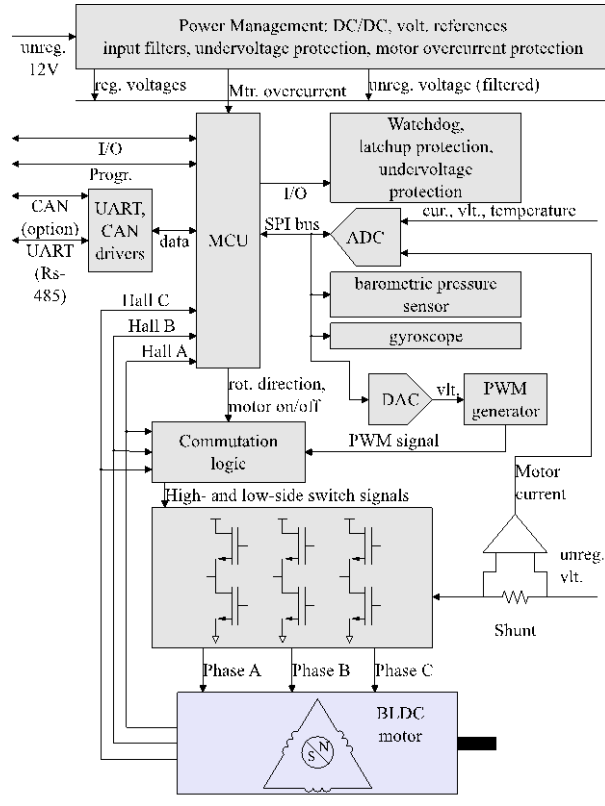 Power Management: DC/DC, volt. references
input filters, undervoltage protection, motor overcurrent protection
unreg.
12V
reg. voltages
Mtr. overcurrent
unreg. voltage (filtered)
I/O
Progr.
CAN
(option)
UART
(Rs-
485)
UART,
CAN
drivers
data
MCU
I/O
Watchdog,
latchup protection,
undervoltage
protection
SPI bus
ADC
cur., vlt., temperature
barometric pressure
sensor
gyroscope
Hall C
Hall B
Hall A
rot. direction,
motor on/off
DAC
vlt.
PWM
generator
Commutation
logic
PWM signal
High- and low-side switch signals
Motor
current
unreg.
vlt.
Shunt
Phase A
Phase B
Phase C
BLDC
motor
S N